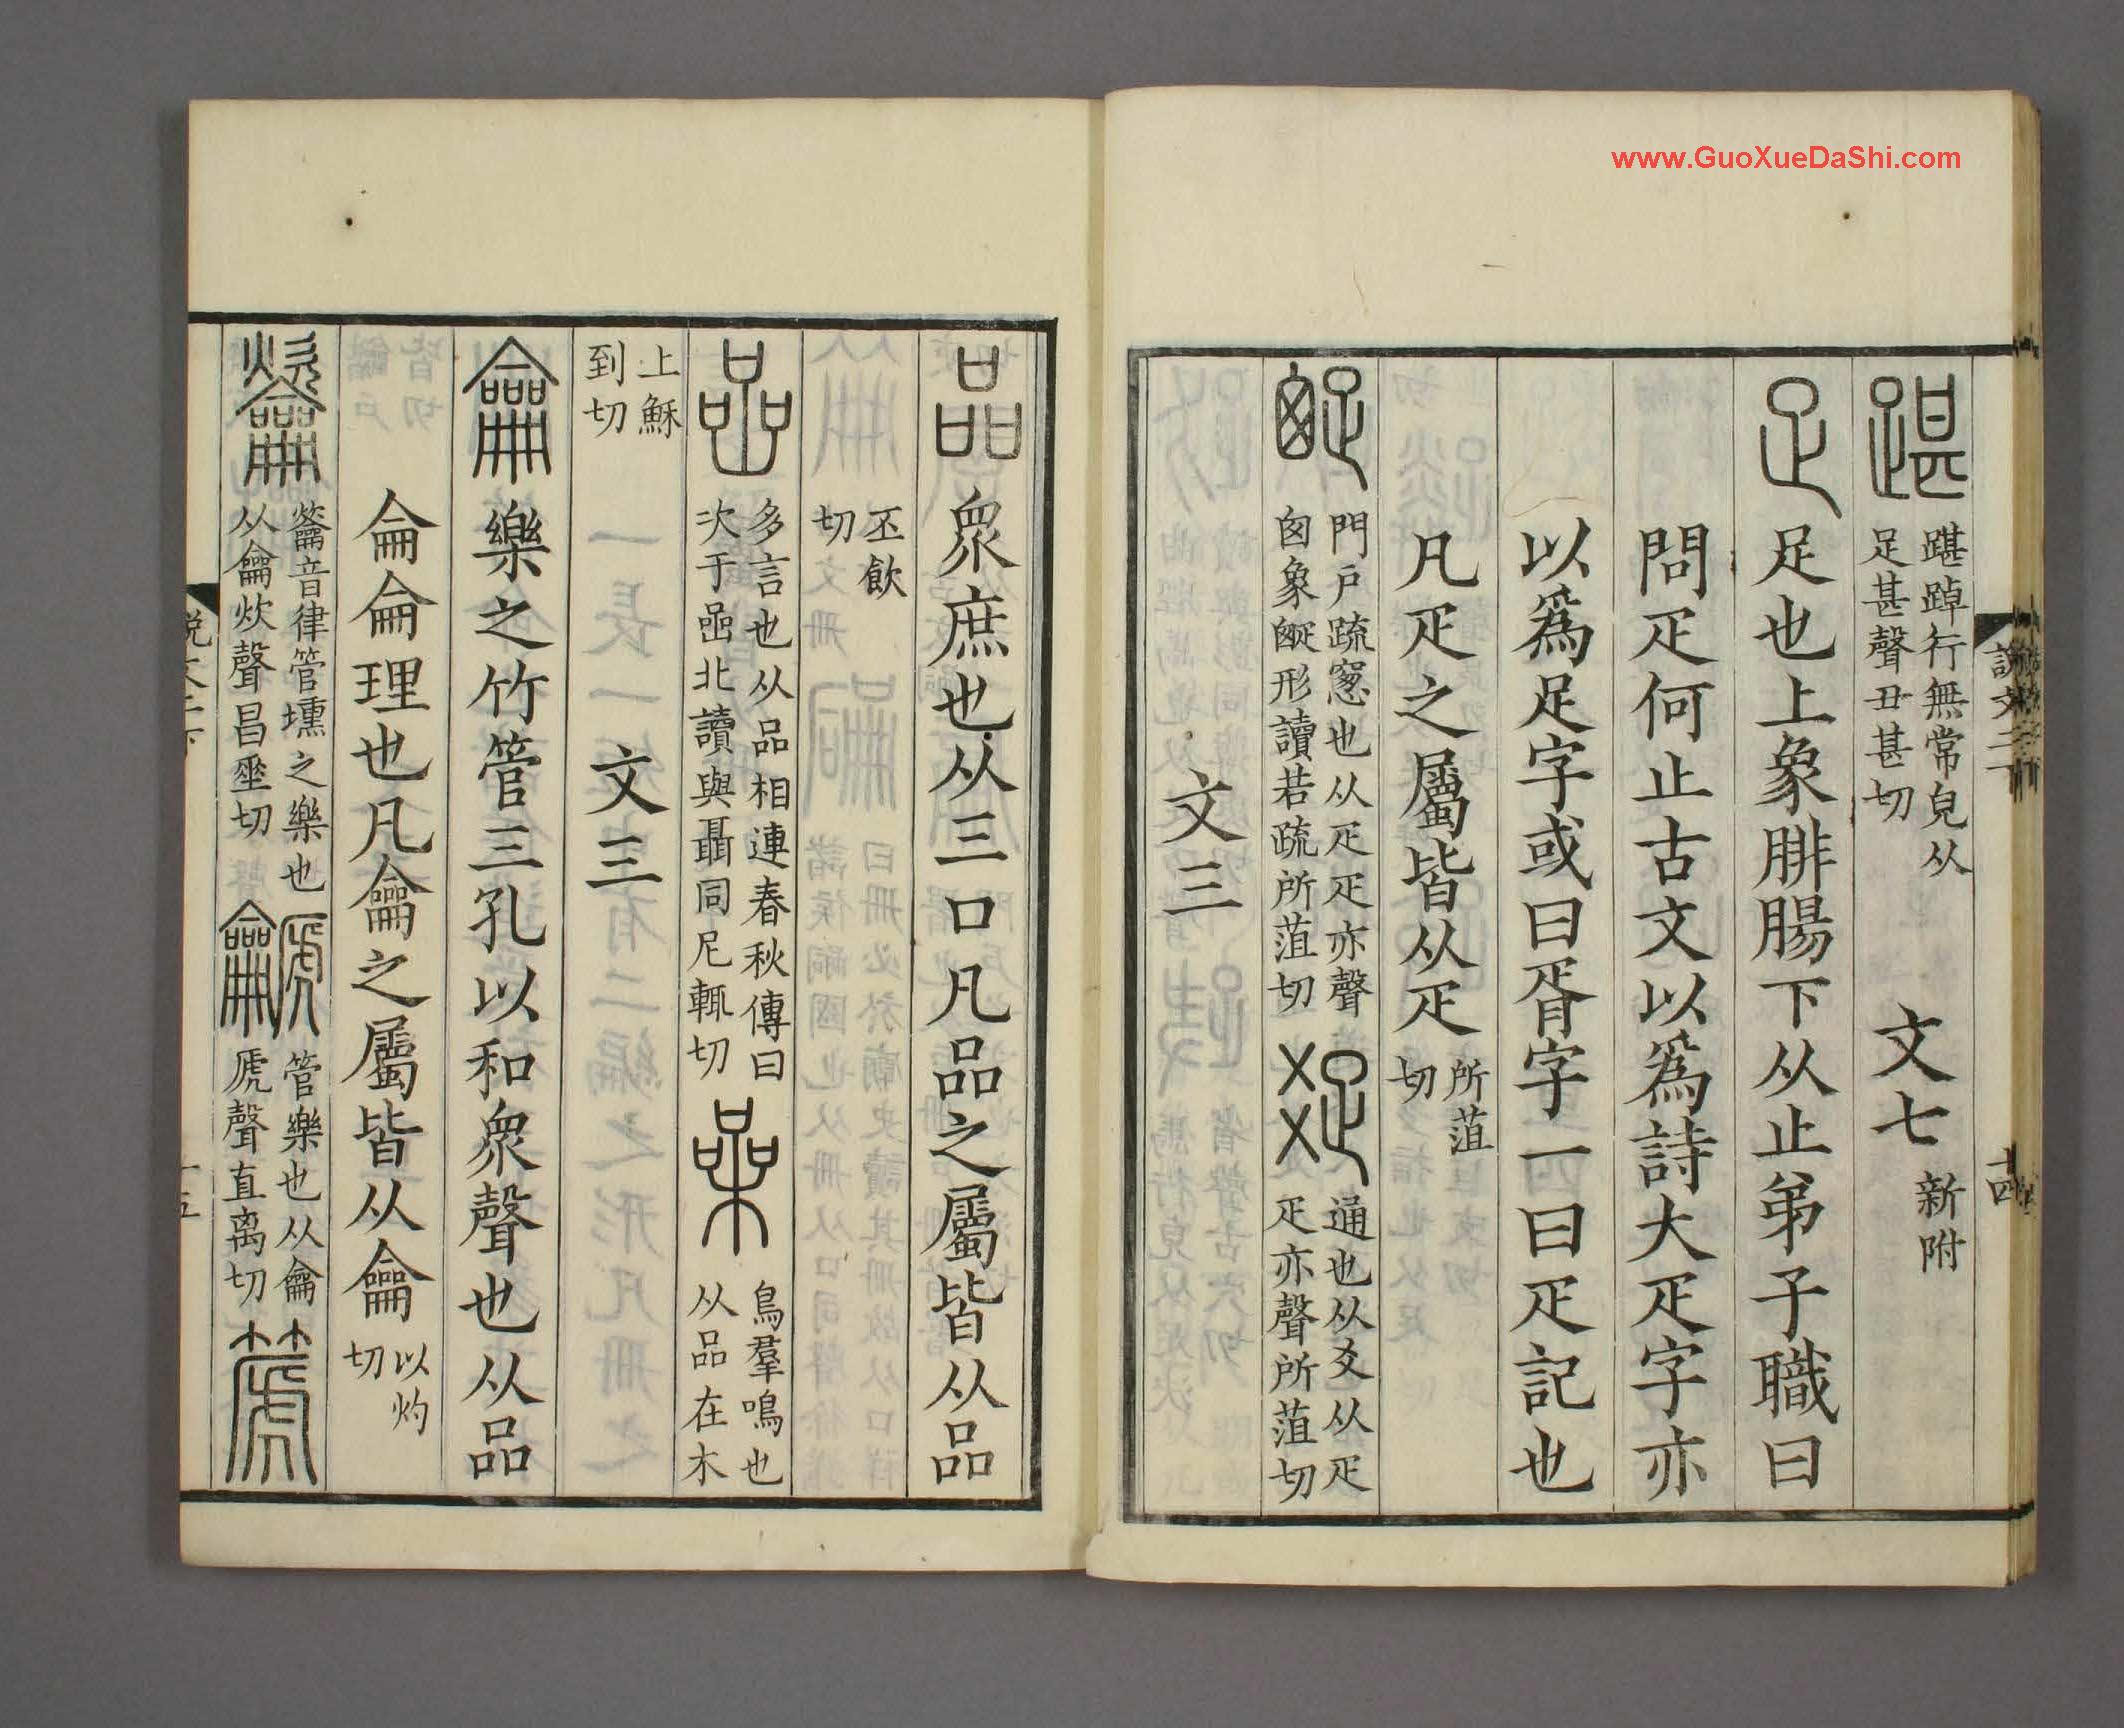 www.GuoXueDaShi.com
踸踔行無常皃从
足甚聲丑甚切
文七新附
足也上象腓腸下从止弟子職曰
問疋何止古文以爲詩大疋字亦
以爲足字或曰胥字一曰疋記也
凡疋之屬皆从疋所菹切
門戶疏窻也从疋疋亦聲
囪象𤴙形讀若疏所菹切
通也从爻从疋
疋亦聲所菹切
文三
說文二下
十四
品眾庶也从三口凡品之屬皆从品
丕飲切
多言也从品相連春秋傳曰
次于嵒北讀與聶同尼輒切
鳥羣鳴也
从品在木
上穌到切
文三
龠樂之竹管三孔以和眾聲也从品
侖侖理也凡龠之屬皆从龠以灼切
籥音律管壎之樂也
从龠炊聲昌垂切
管樂也从龠
虒聲直离切
說文二下
十五